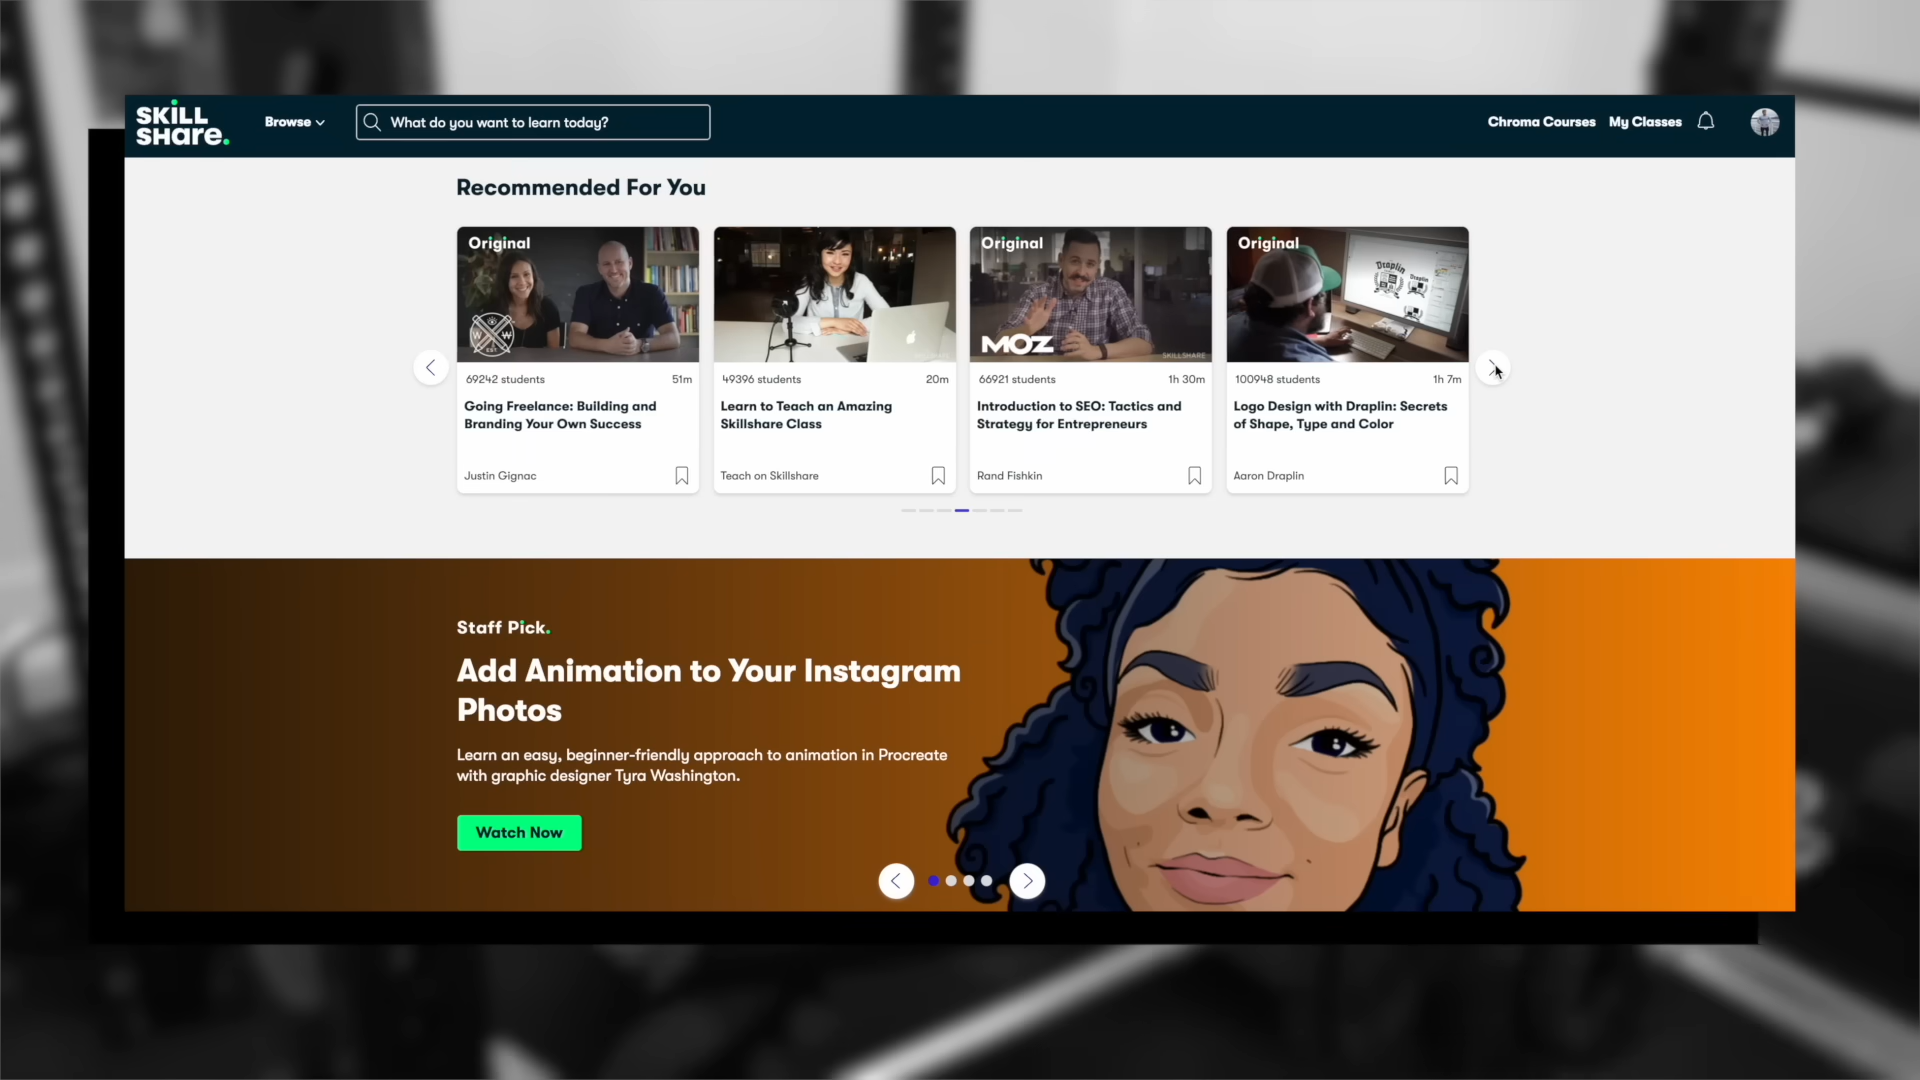 SKILL
SHARE.
Browse
What do you want to learn today?
Chroma Courses
My Classes
Recommended For You
Original
W W
EST.
69242 students
51m
Going Freelance: Building and
Branding Your Own Success
Justin Gignac
49396 students
20m
Learn to Teach an Amazing
Skillshare Class
Teach on Skillshare
Original
MOZ
SKILLSHARE
66921 students
1h 30m
Introduction to SEO: Tactics and
Strategy for Entrepreneurs
Rand Fishkin
Original
Draplin
Draplin
100948 students
1h 7m
Logo Design with Draplin: Secrets
of Shape, Type and Color
Aaron Draplin
Staff Pick.
Add Animation to Your Instagram
Photos
Learn an easy, beginner-friendly approach to animation in Procreate
with graphic designer Tyra Washington.
Watch Now